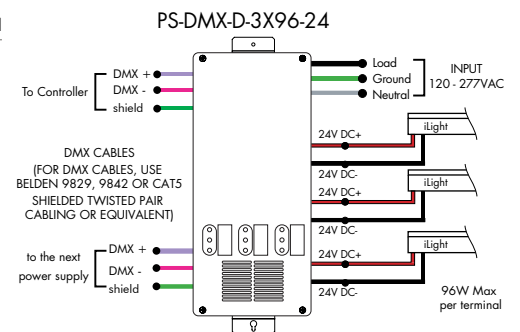 PS-DMX-D-3X96-24
To Controller
DMX +
DMX -
shield
Load
Ground
Neutral
INPUT
120 - 277VAC
DMX CABLES
(FOR DMX CABLES, USE
BELDEN 9829, 9842 OR CAT5
SHIELDED TWISTED PAIR
CABLING OR EQUIVALENT)
24V DC+
iLight
24V DC-
24V DC+
iLight
24V DC-
24V DC+
iLight
24V DC-
to the next
power supply
DMX +
DMX -
shield
96W Max
per terminal